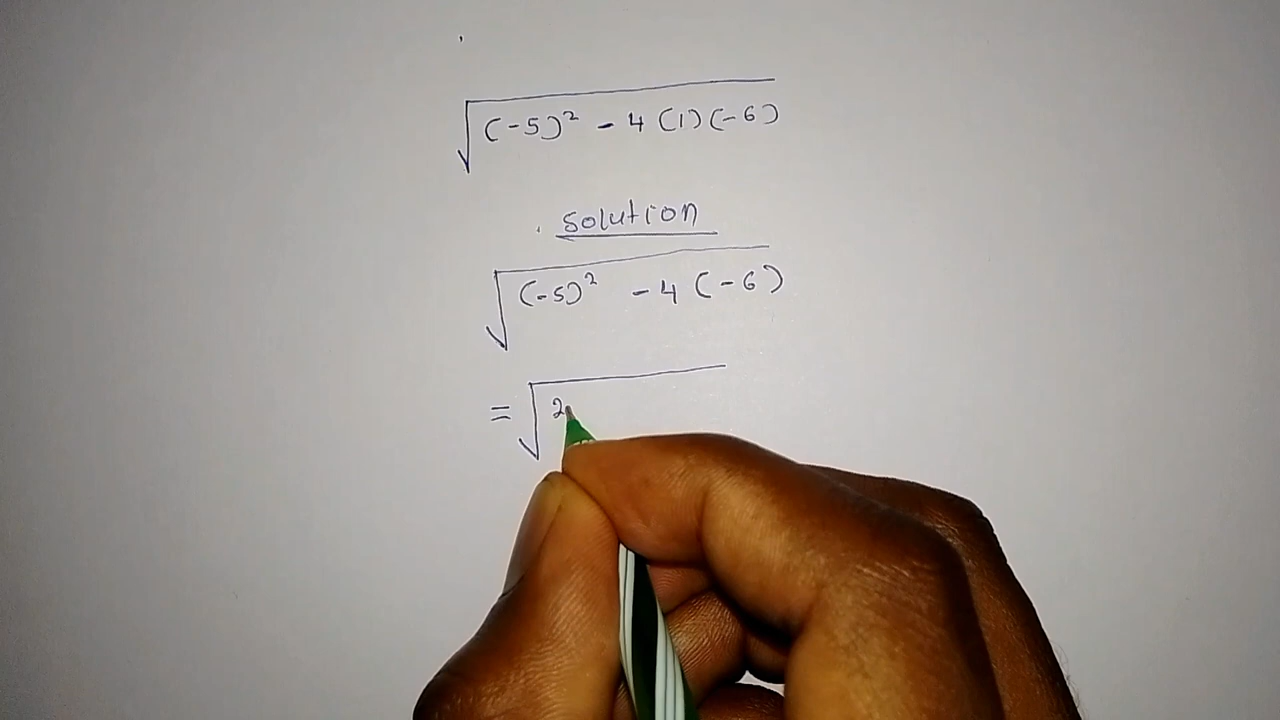 √(-5)² - 4(1)(-6)
solution
√(-5)² - 4(-6)
= √2